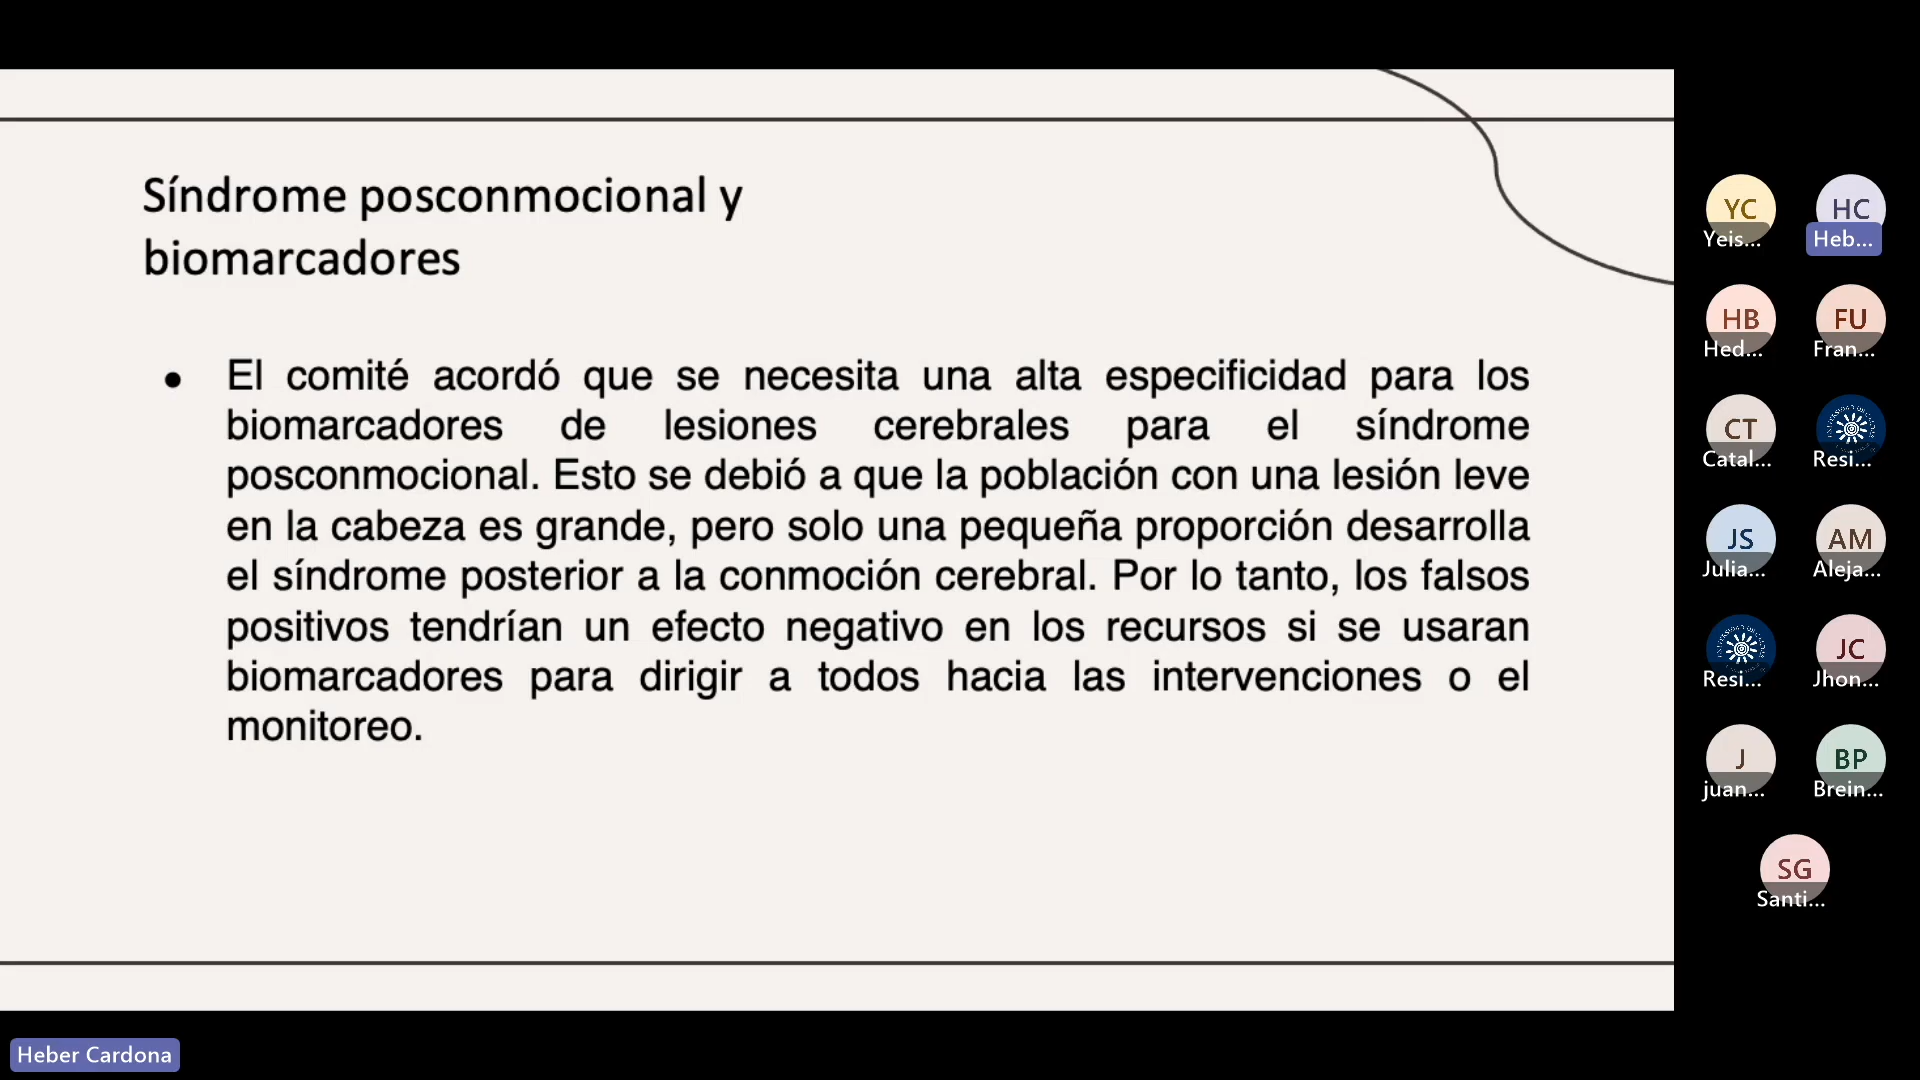 Síndrome posconmocional y
biomarcadores
● El comité acordó que se necesita una alta especificidad para los
biomarcadores de lesiones cerebrales para el síndrome
posconmocional. Esto se debió a que la población con una lesión leve
en la cabeza es grande, pero solo una pequeña proporción desarrolla
el síndrome posterior a la conmoción cerebral. Por lo tanto, los falsos
positivos tendrían un efecto negativo en los recursos si se usaran
biomarcadores para dirigir a todos hacia las intervenciones o el
monitoreo.
YC
Yeis...
HC
Heb...
HB
Hed...
FU
Fran...
CT
Catal...
Resi...
JS
Julia...
AM
Aleja...
Resi...
JC
Jhon...
J
juan...
BP
Brein...
SG
Santi...
Heber Cardona